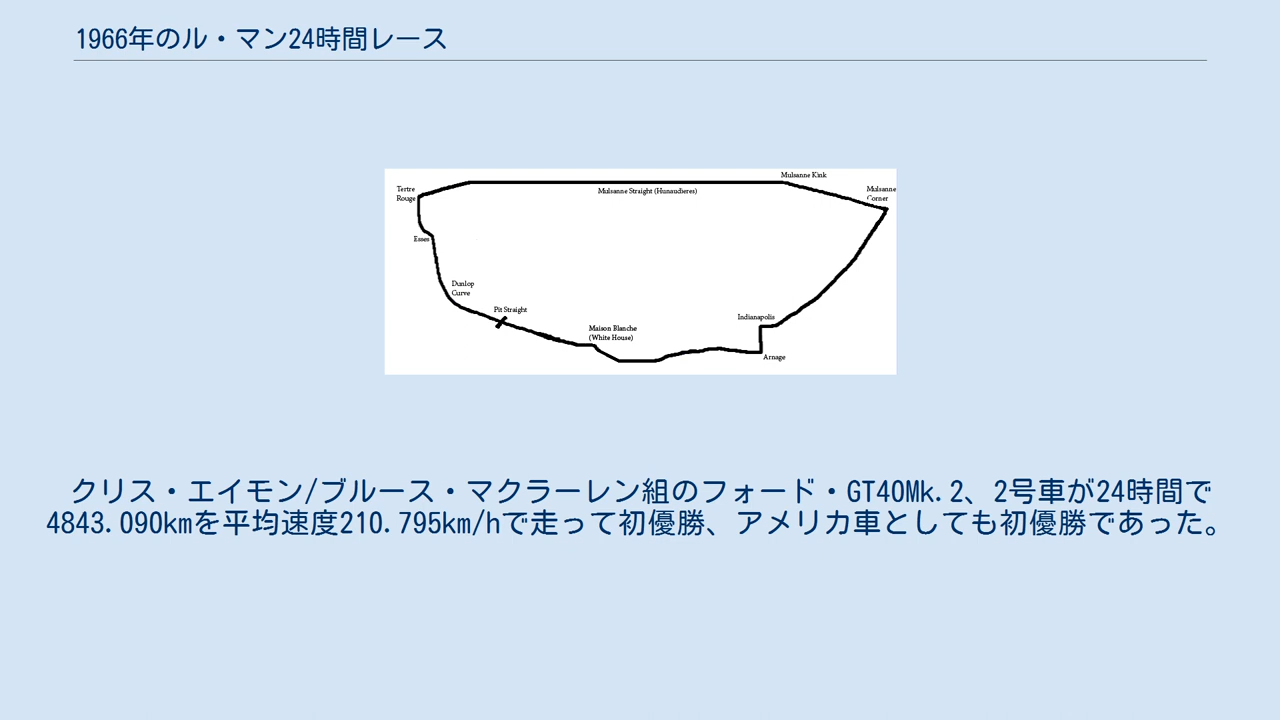 1966年のル・マン24時間レース
Mulsanne Kink
Tertre
Rouge
Mulsanne Straight (Hunaudieres)
Mulsanne
Corner
Esses
Dunlop
Curve
Pit Straight
Indianapolis
Maison Blanche
(White House)
Arnage
クリス・エイモン/ブルース・マクラーレン組のフォード・GT40Mk.2、2号車が24時間で
4843.090kmを平均速度210.795km/hで走って初優勝、アメリカ車としても初優勝であった。